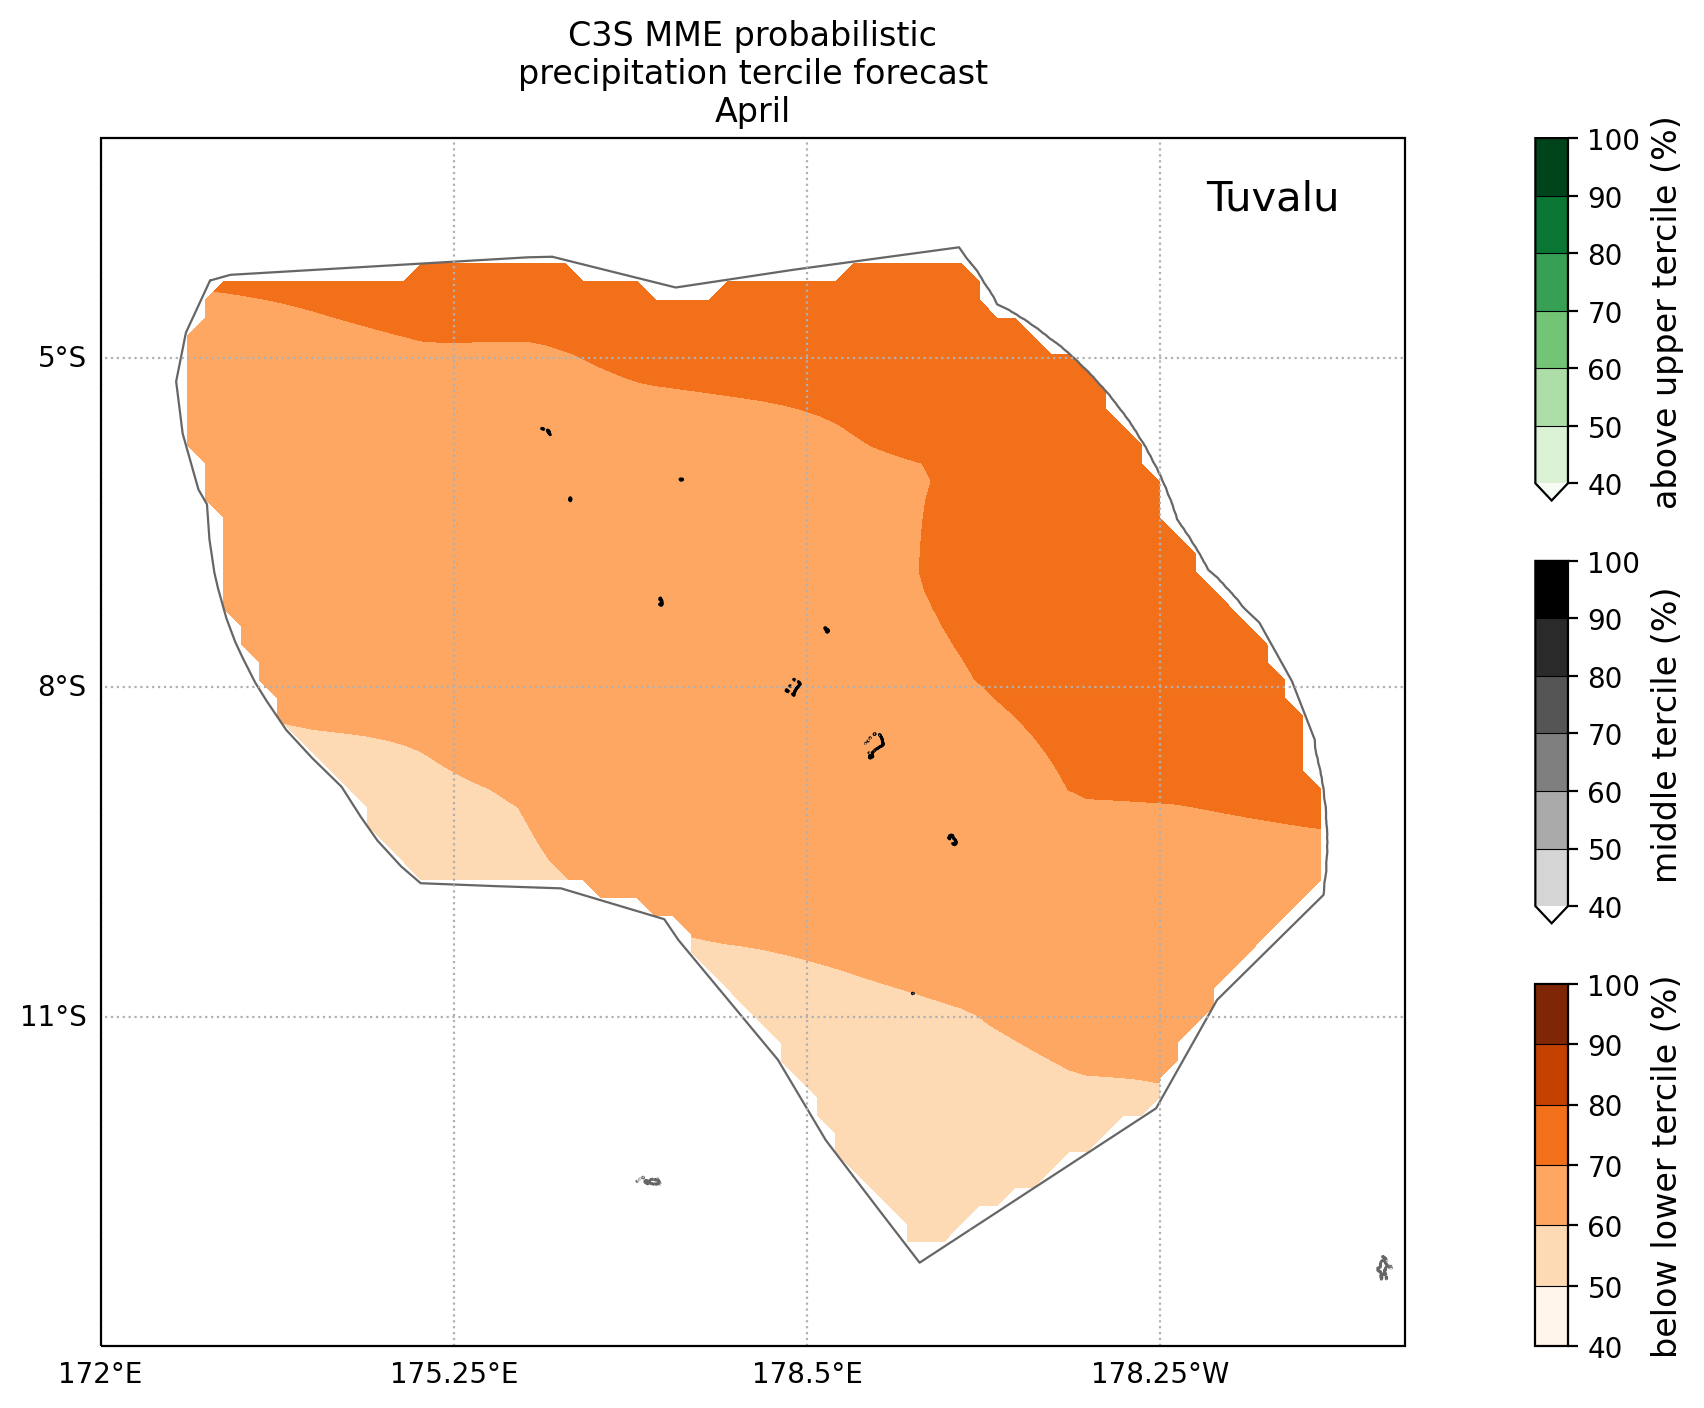 C3S MME probabilistic
precipitation tercile forecast
April
Tuvalu
5°S
8°S
11°S
172°E
175.25°E
178.5°E
178.25°W
100
90
80
70
60
50
40
above upper tercile (%)
100
90
80
70
60
50
40
middle tercile (%)
100
90
80
70
60
50
40
below lower tercile (%)